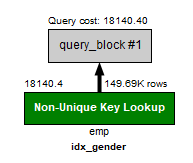 Query cost: 18140.40
query_block #1
18140.4 149.69K rows
Non-Unique Key Lookup
emp
idx_gender